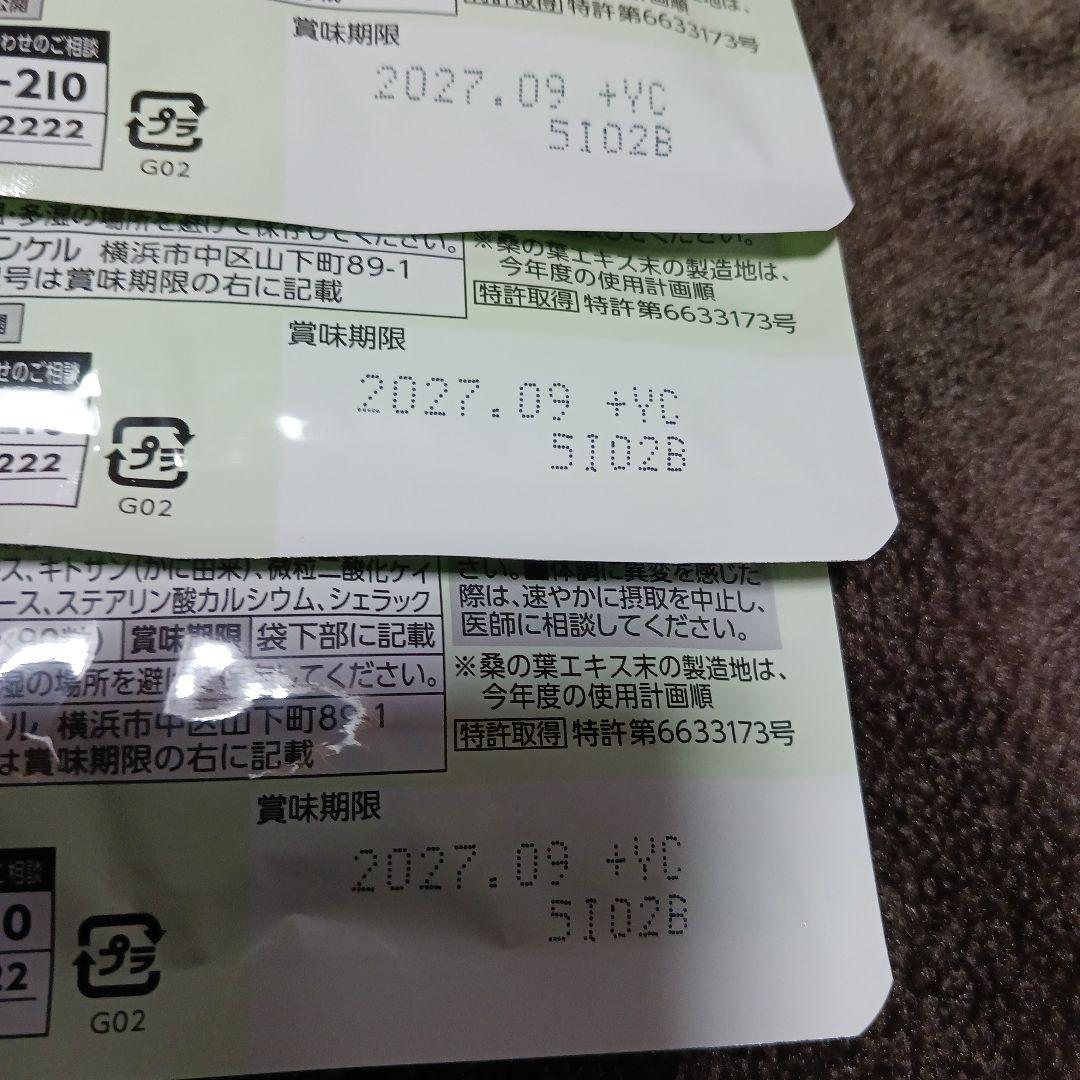 公開
特許取得 特許第6633173号
わせのご相談
-210
2222
プラ
G02
賞味期限
2027.09 +YC
5I02B
・多湿の場所を避けて保存してください。
ンケル 横浜市中区山下町89-1
号は賞味期限の右に記載
※桑の葉エキス末の製造地は、
今年度の使用計画順
特許取得 特許第6633173号
せのご相談
222
プラ
G02
賞味期限
2027.09 +YC
5I02B
ス、キトサン(かに由来)、微粒二酸化ケイ
ース、ステアリン酸カルシウム、シェラック
賞味期限 袋下部に記載
湿の場所を避け してください。
ル 横浜市中区山下町89-1
は賞味期限の右に記載
さい。■体調に異変を感じた
際は、速やかに摂取を中止し、
医師に相談してください。
※桑の葉エキス末の製造地は、
今年度の使用計画順
特許取得 特許第6633173号
ご相談
0
22
プラ
G02
賞味期限
2027.09 +YC
5I02B